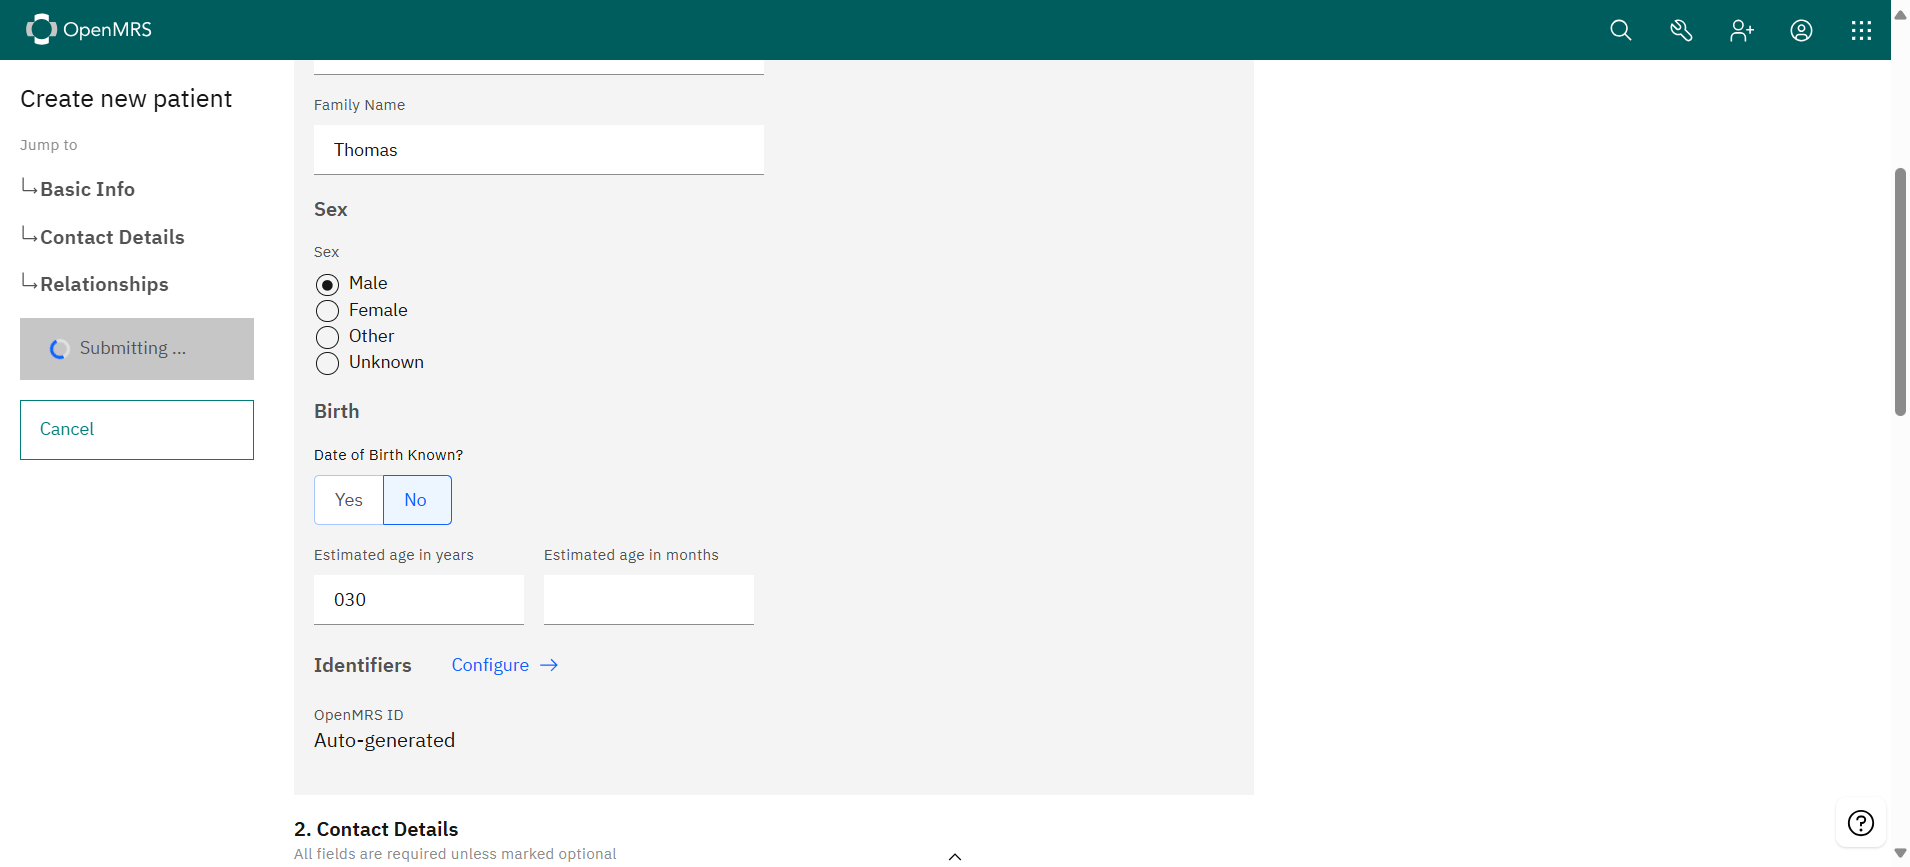 OpenMRS
Create new patient
Jump to
Basic Info
Contact Details
Relationships
Submitting ...
Cancel
Family Name
Thomas
Sex
Sex
Male
Female
Other
Unknown
Birth
Date of Birth Known?
Yes No
Estimated age in years Estimated age in months
030
Identifiers Configure
OpenMRS ID
Auto-generated
2. Contact Details
All fields are required unless marked optional